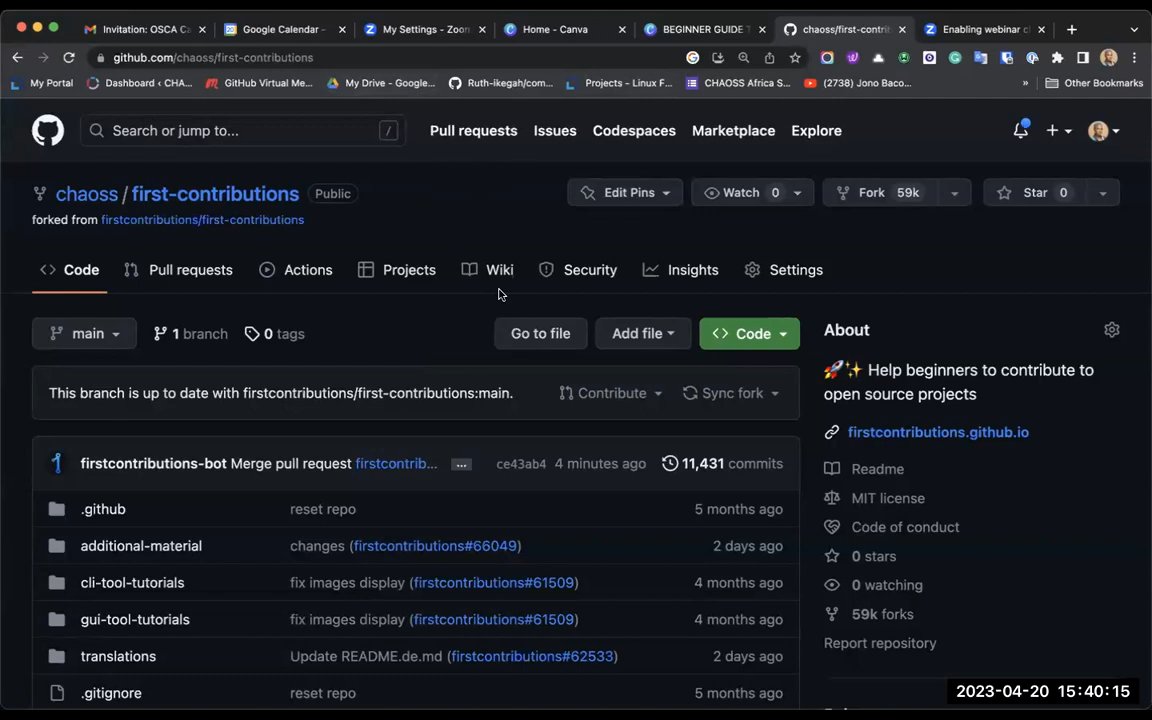 Invitation: OSCA Ca
Google Calendar -
My Settings - Zoon
Home - Canva
BEGINNER GUIDE T
chaoss/first-contri
Enabling webinar c
github.com/chaoss/first-contributions
My Portal
Dashboard ‹ CHA...
GitHub Virtual Me...
My Drive - Google...
Ruth-ikegah/com...
Projects - Linux F...
CHAOSS Africa S...
(2738) Jono Baco...
»
Other Bookmarks
Search or jump to...
/
Pull requests
Issues
Codespaces
Marketplace
Explore
chaoss / first-contributions Public
Edit Pins
Watch 0
Fork 59k
Star 0
forked from firstcontributions/first-contributions
Code
Pull requests
Actions
Projects
Wiki
Security
Insights
Settings
main
1 branch
0 tags
Go to file
Add file
Code
This branch is up to date with firstcontributions/first-contributions:main.
Contribute
Sync fork
firstcontributions-bot Merge pull request firstcontrib... ... ce43ab4 4 minutes ago 11,431 commits
.github reset repo 5 months ago
additional-material changes (firstcontributions#66049) 2 days ago
cli-tool-tutorials fix images display (firstcontributions#61509) 4 months ago
gui-tool-tutorials fix images display (firstcontributions#61509) 4 months ago
translations Update README.de.md (firstcontributions#62533) 2 days ago
.gitignore reset repo 5 months ago
About
🚀✨ Help beginners to contribute to
open source projects
firstcontributions.github.io
Readme
MIT license
Code of conduct
0 stars
0 watching
59k forks
Report repository
2023-04-20 15:40:15